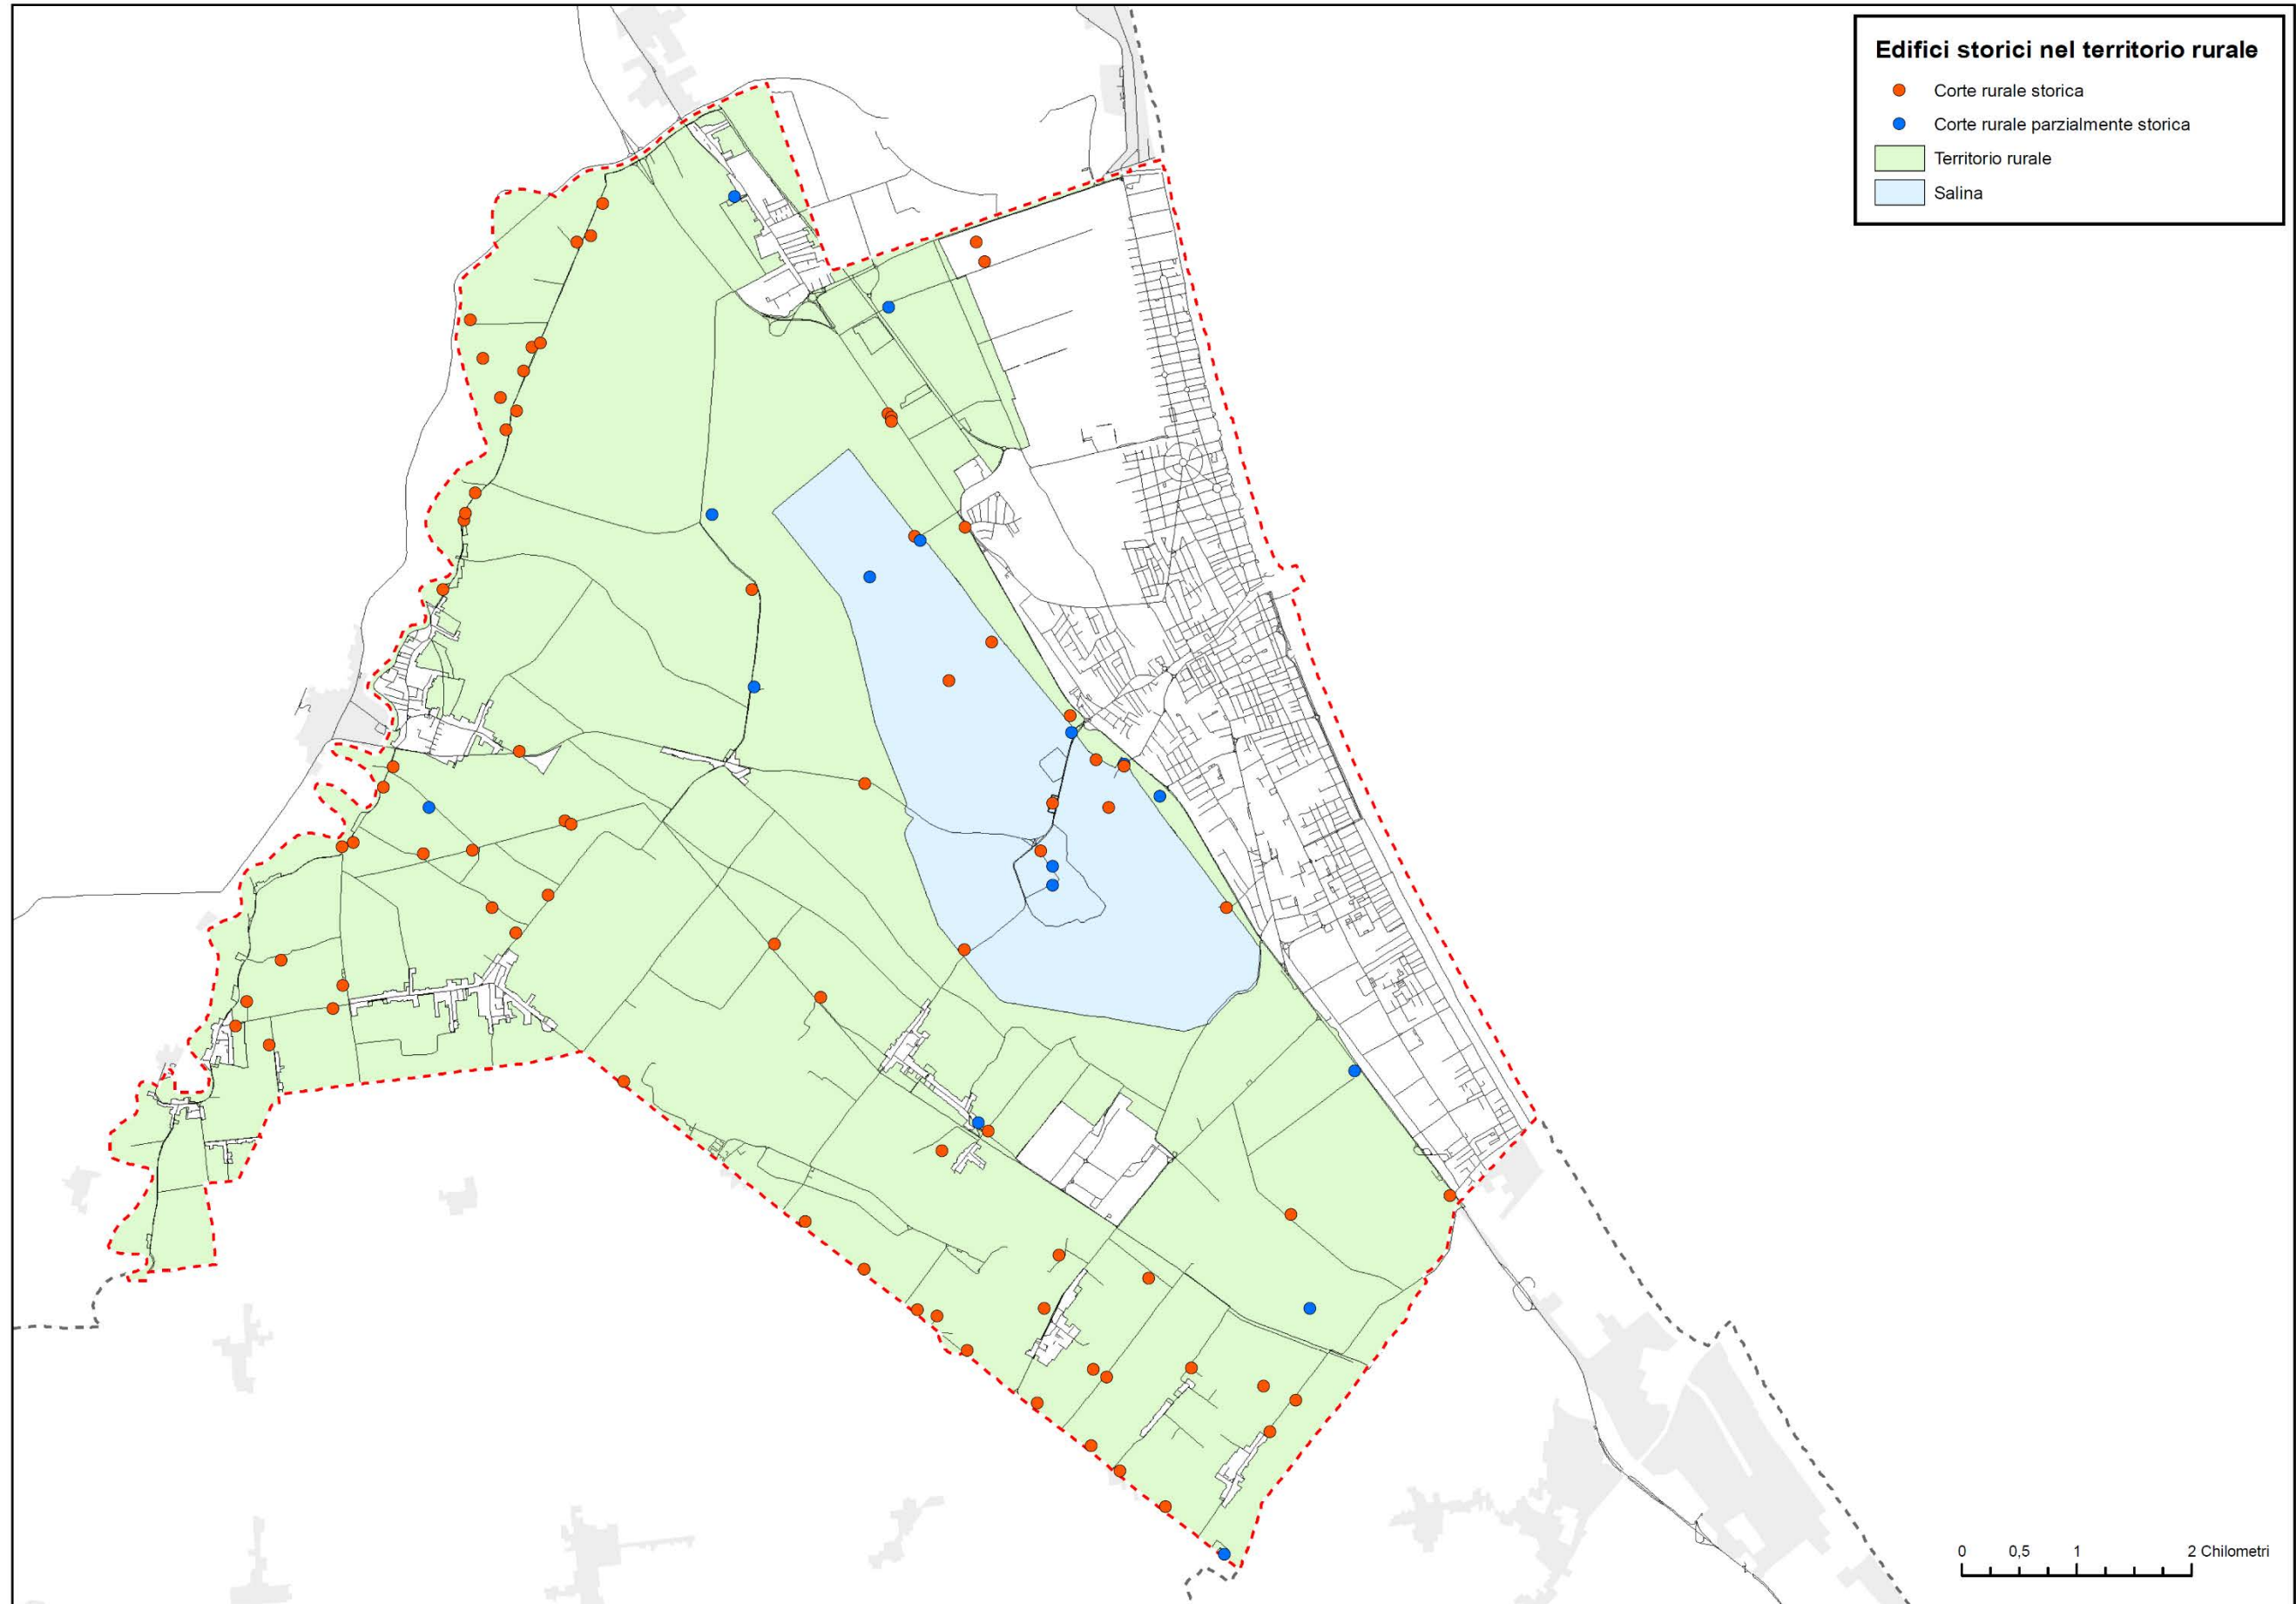 Edifici storici nel territorio rurale
Corte rurale storica
Corte rurale parzialmente storica
Territorio rurale
Salina
0 0,5 1 2 Chilometri